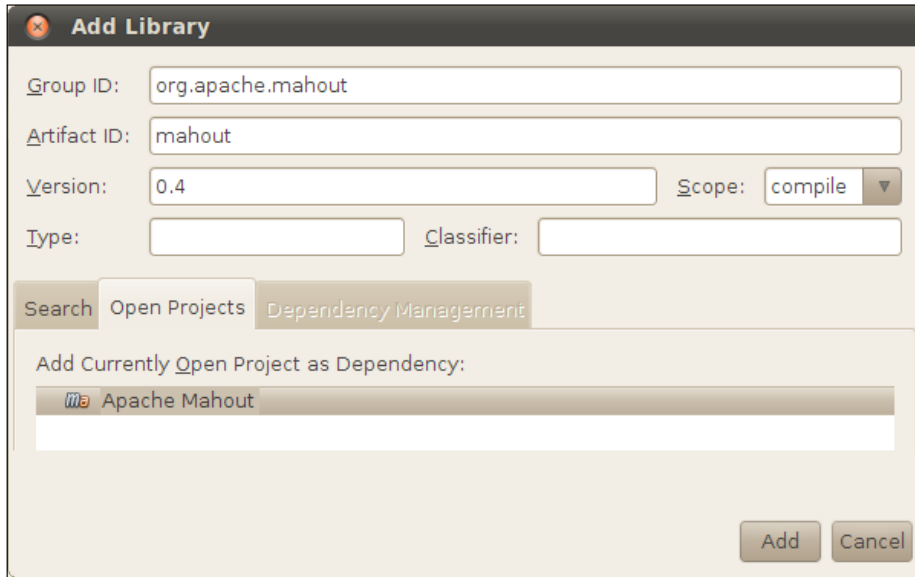 Add Library
Group ID: org.apache.mahout
Artifact ID: mahout
Version: 0.4 Scope: compile
Type: Classifier:
Search Open Projects Dependency Management
Add Currently Open Project as Dependency:
Apache Mahout
Add Cancel